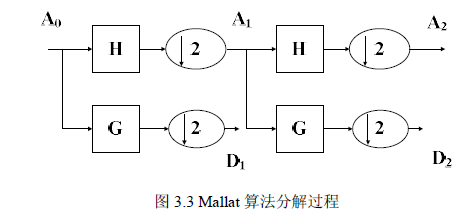 A₀ A₁ A₂
H ↓2 H ↓2
G ↓2 G ↓2
D₁ D₂
图 3.3 Mallat 算法分解过程